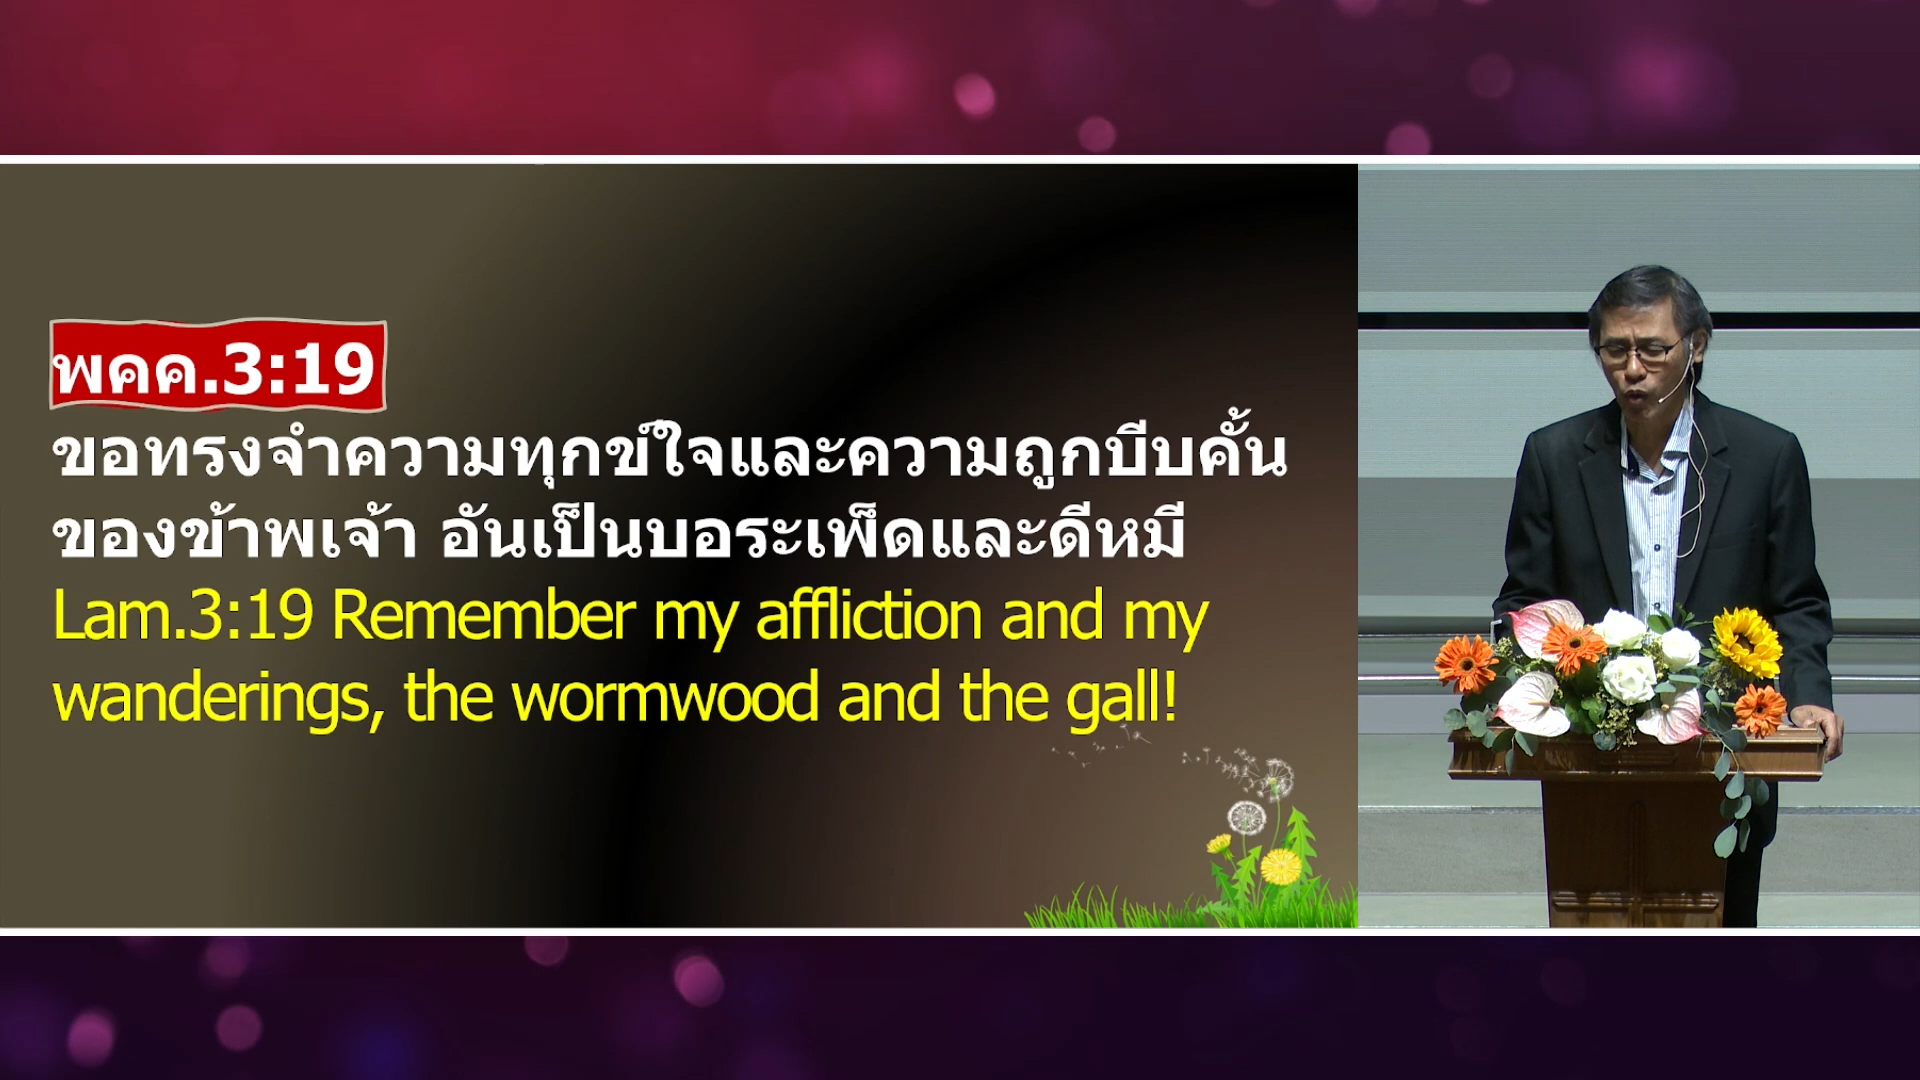 พคค.3:19
ขอทรงจำความทุกข์ใจและความถูกบีบคั้น
ของข้าพเจ้า อันเป็นบอระเพ็ดและดีหมี
Lam.3:19 Remember my affliction and my
wanderings, the wormwood and the gall!